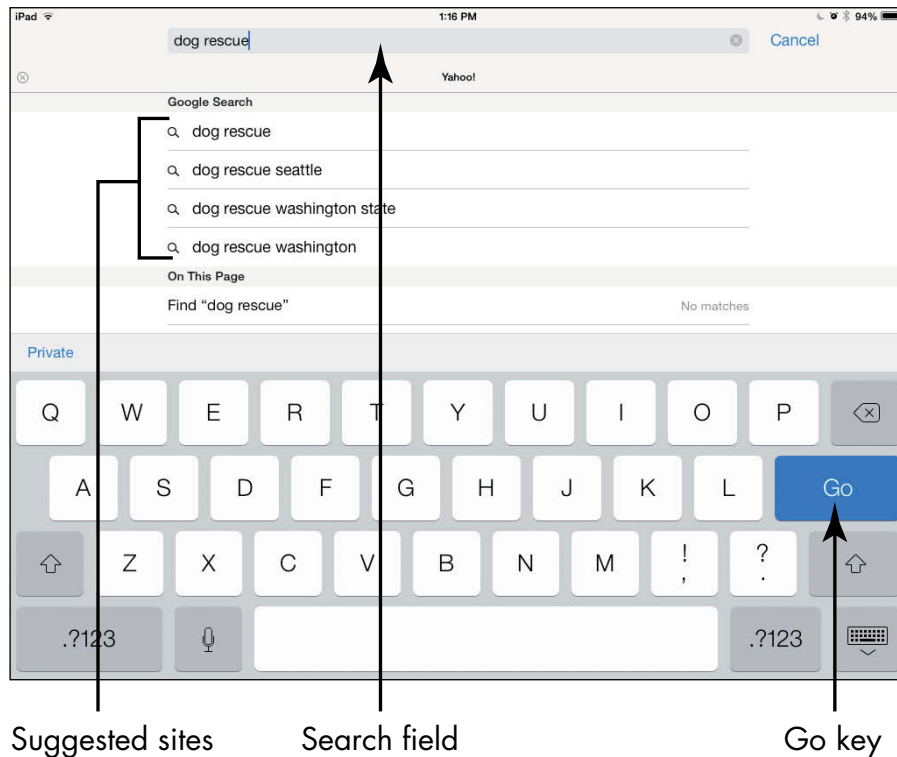 iPad 1:16 PM 94%
dog rescue Cancel
Yahoo!
Google Search
dog rescue
dog rescue seattle
dog rescue washington state
dog rescue washington
On This Page
Find “dog rescue” No matches
Private
Q W E R T Y U I O P
A S D F G H J K L Go
Z X C V B N M ! , ? .
.?123 .?123
Suggested sites Search field Go key